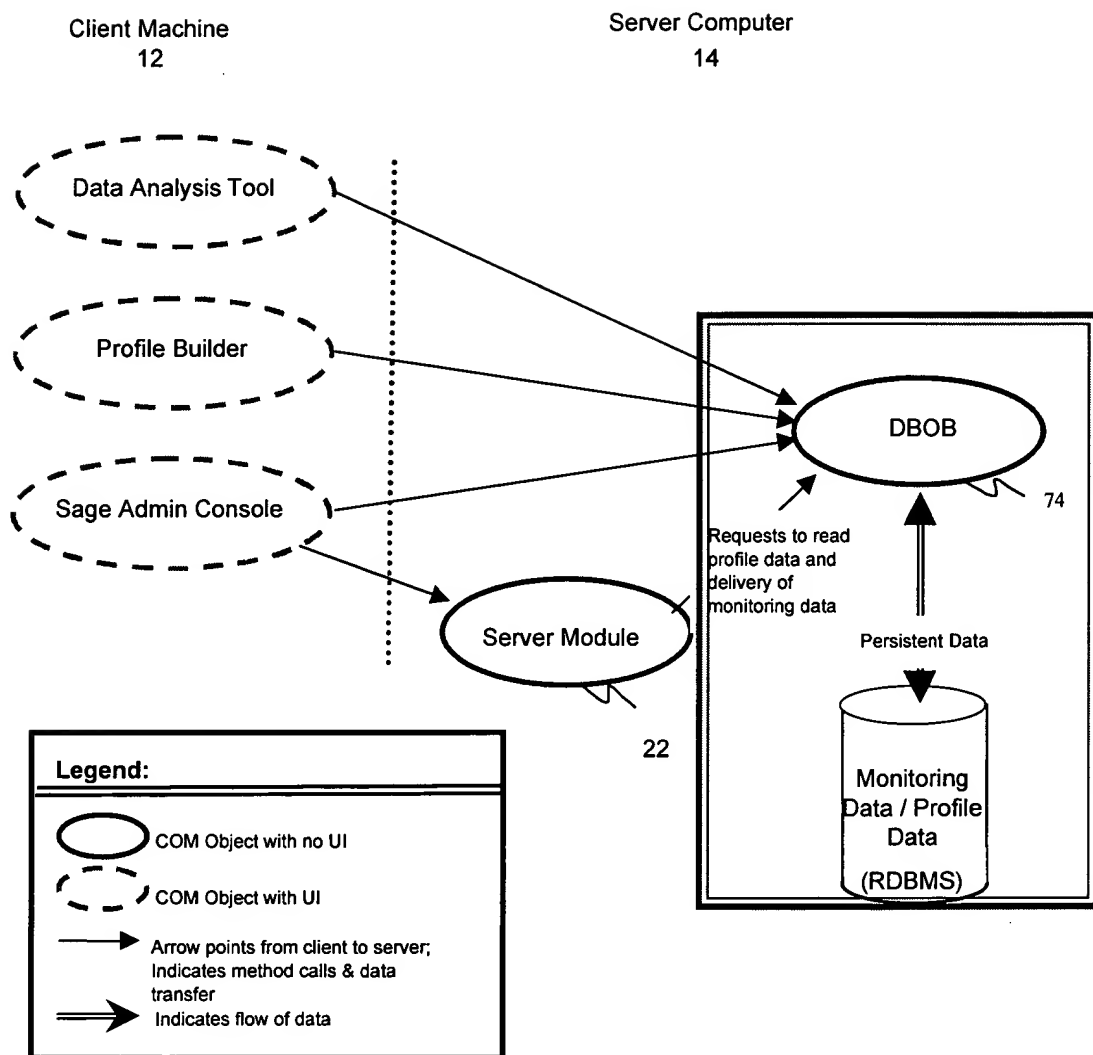 Client Machine
12
Server Computer
14
Data Analysis Tool
Profile Builder
Sage Admin Console
DBOB
74
Requests to read
profile data and
delivery of
monitoring data
Server Module
22
Persistent Data
Monitoring
Data / Profile
Data
(RDBMS)
Legend:
COM Object with no UI
COM Object with UI
Arrow points from client to server;
Indicates method calls & data
transfer
Indicates flow of data